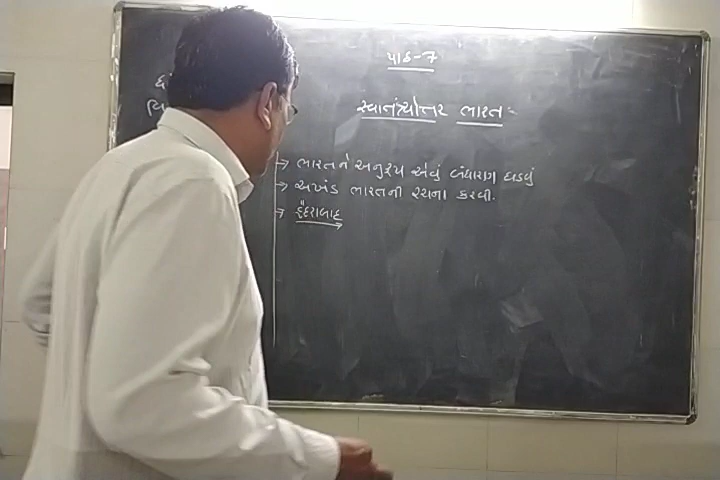 પાઠ-7
સ્વાતંત્ર્યોત્તર ભારત :-
વિ
→ ભારતને અનુરૂપ એવું બંધારણ ઘડવું
→ અખંડ ભારતની રચના કરવી.
→ હૈદરાબાદ